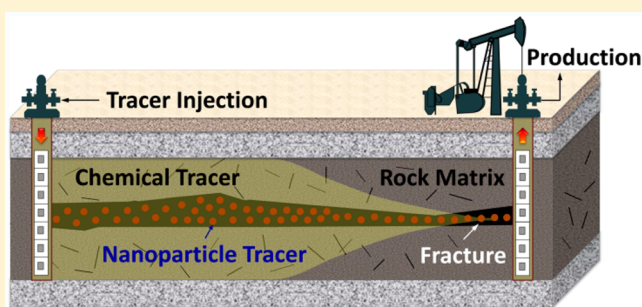 Production
Tracer Injection
Chemical Tracer
Rock Matrix
Nanoparticle Tracer
Fracture